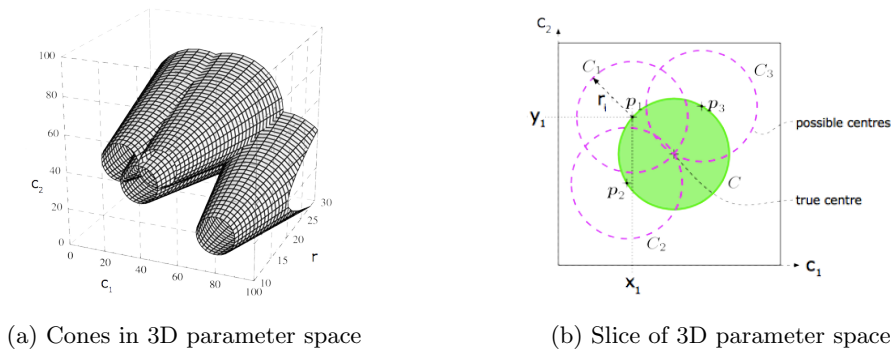 100
80
60
40
20
0
C₂
0
20
40
60
80
100
C₁
10
15
20
25
30
r
(a) Cones in 3D parameter space
C₂
C₁
C₃
rᵢ
p₁
p₃
y₁
possible centres
p₂
C
true centre
C₂
x₁
C₁
(b) Slice of 3D parameter space